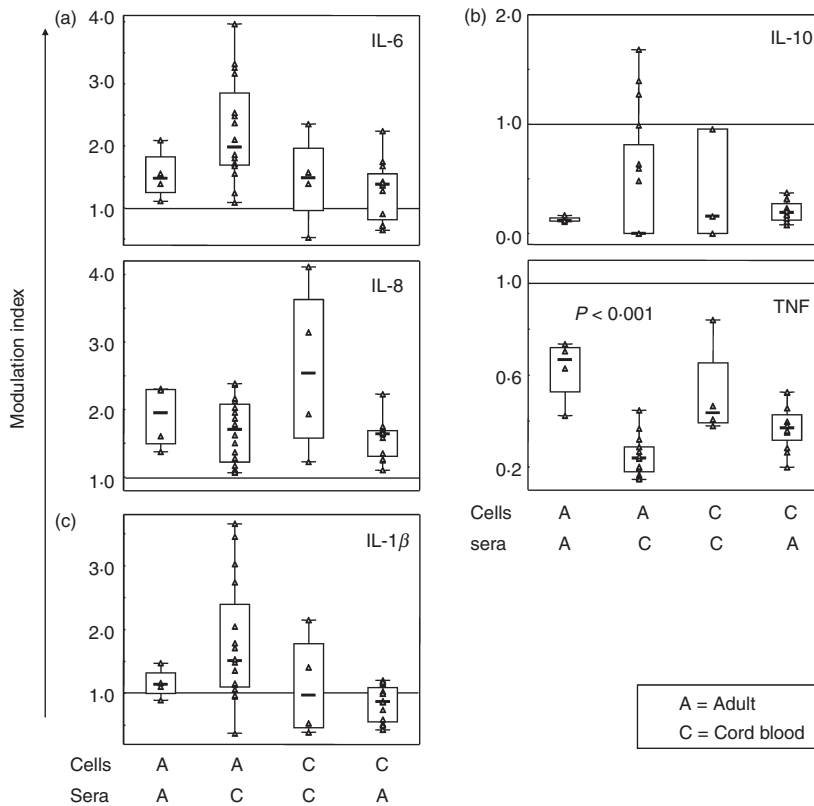 (a)
IL-6
4·0
3·0
2·0
1·0
IL-8
4·0
3·0
2·0
1·0
Modulation index
(c)
IL-1β
3·0
2·0
1·0
Cells A A C C
Sera A C C A
(b)
IL-10
2·0
1·0
0·0
TNF
P < 0·001
1·0
0·6
0·2
Cells A A C C
sera A C C A
A = Adult
C = Cord blood